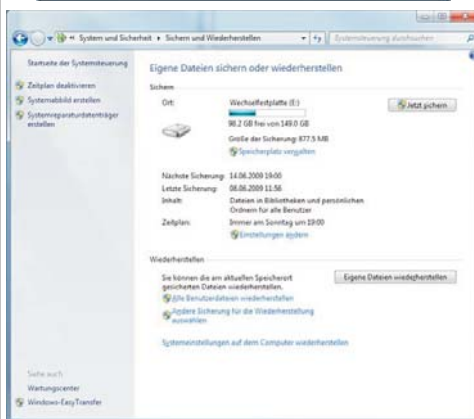 System und Sicherheit ▸ Sichern und Wiederherstellen
Systemsteuerung durchsuchen
Startseite der Systemsteuerung
Zeitplan deaktivieren
Systemabbild erstellen
Systemreparaturdatenträger
erstellen
Eigene Dateien sichern oder wiederherstellen
Sichern
Ort:
Wechselfestplatte (E:)
Jetzt sichern
98.2 GB frei von 149.0 GB
Größe der Sicherung: 877.5 MB
Speicherplatz verwalten
Nächste Sicherung: 14.06.2009 19:00
Letzte Sicherung: 08.06.2009 11:56
Inhalt: Dateien in Bibliotheken und persönlichen
Ordnern für alle Benutzer
Zeitplan: Immer am Sonntag um 19:00
Einstellungen ändern
Wiederherstellen
Sie können die am aktuellen Speicherort
gesicherten Dateien wiederherstellen.
Eigene Dateien wiederherstellen
Alle Benutzerdateien wiederherstellen
Andere Sicherung für die Wiederherstellung
auswählen
Systemeinstellungen auf dem Computer wiederherstellen
Siehe auch
Wartungscenter
Windows-EasyTransfer